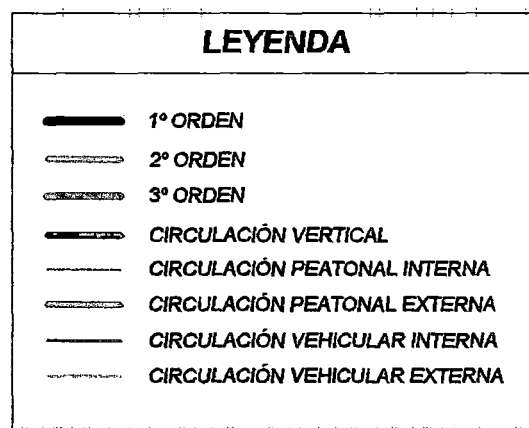 LEYENDA
1º ORDEN
2º ORDEN
3º ORDEN
CIRCULACIÓN VERTICAL
CIRCULACIÓN PEATONAL INTERNA
CIRCULACIÓN PEATONAL EXTERNA
CIRCULACIÓN VEHICULAR INTERNA
CIRCULACIÓN VEHICULAR EXTERNA